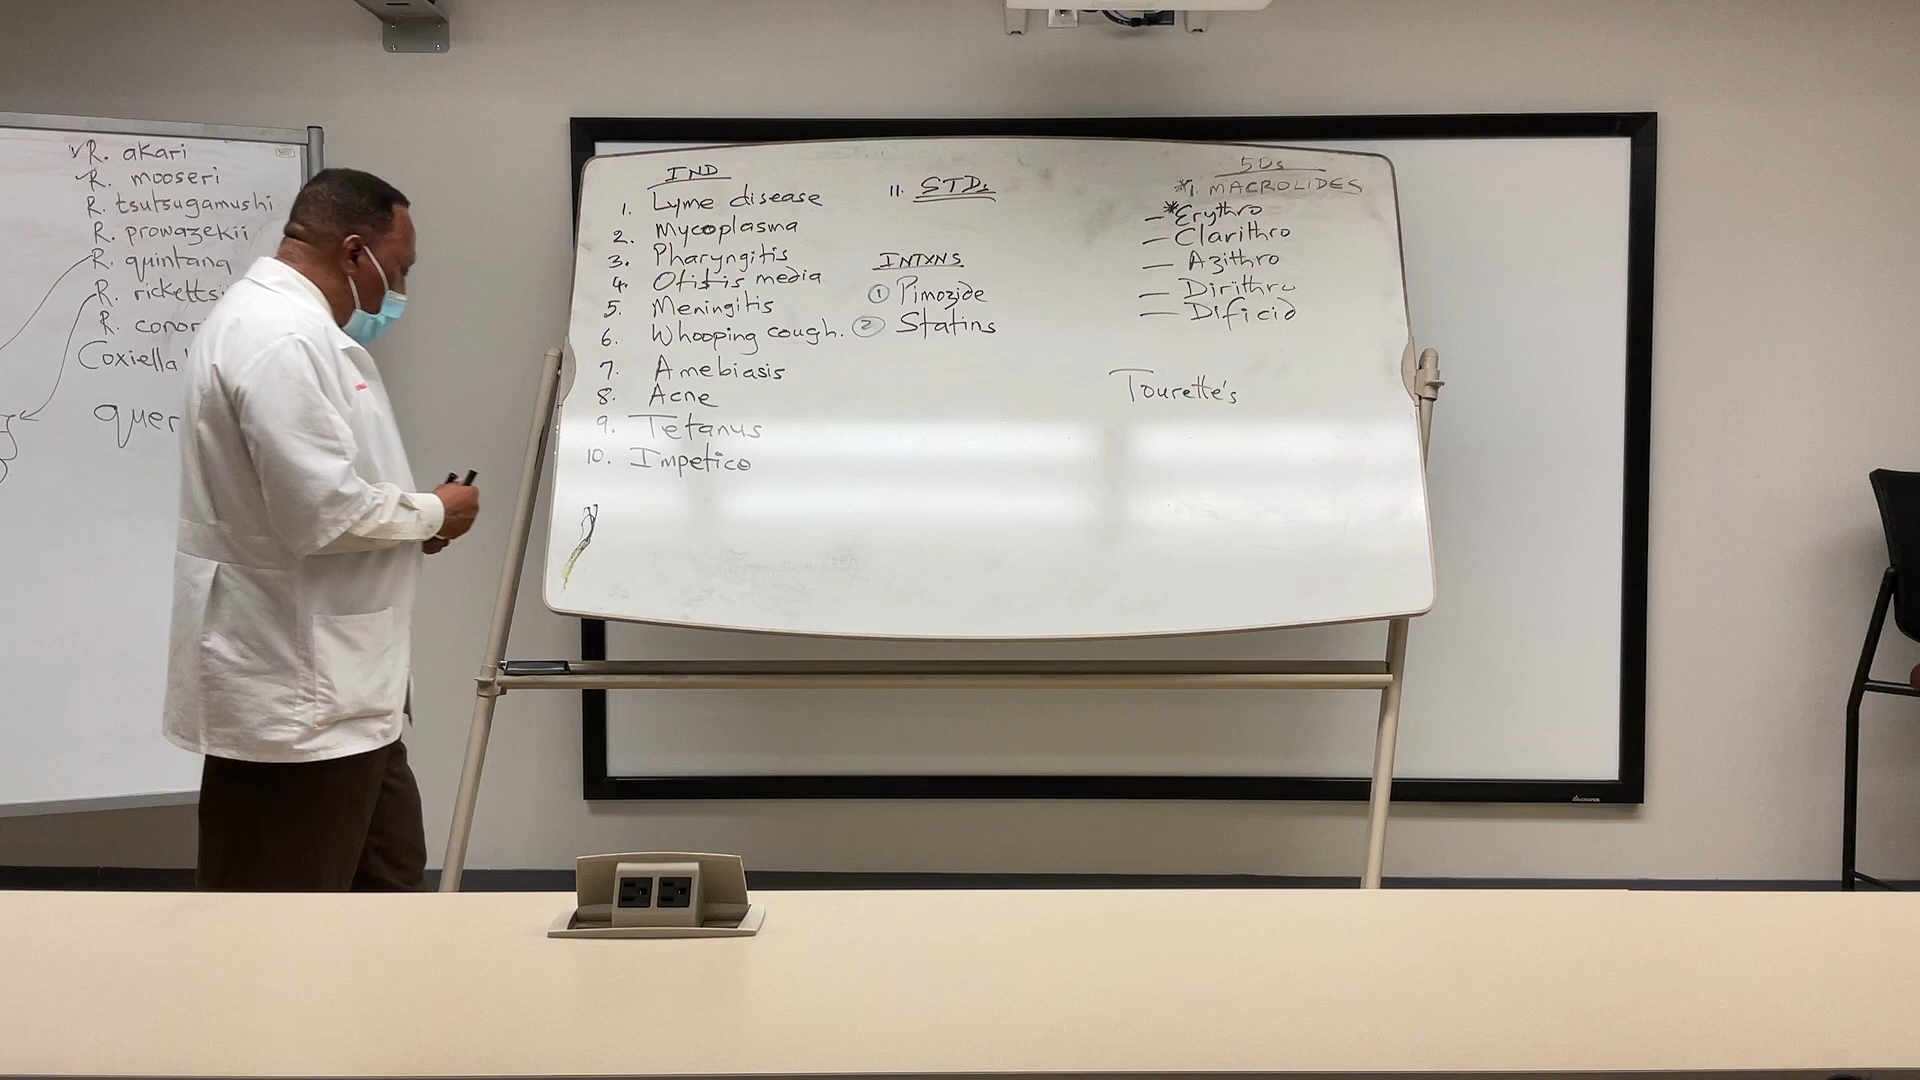 R. akari
R. mooseri
R. tsutsugamushi
R. prowazekii
R. quintana
R. ricketts
R. conor
Coxiella
quer
IND
1. Lyme disease
2. Mycoplasma
3. Pharyngitis
4. Otitis media
5. Meningitis
6. Whooping cough.
7. Amebiasis
8. Acne
9. Tetanus
10. Impetico
11. STDs
INTXNS
① Pimozide
② Statins
50s
*1. MACROLIDES
— *Erythro
— Clarithro
— Azithro
— Dirithro
— Dificid
Tourette's